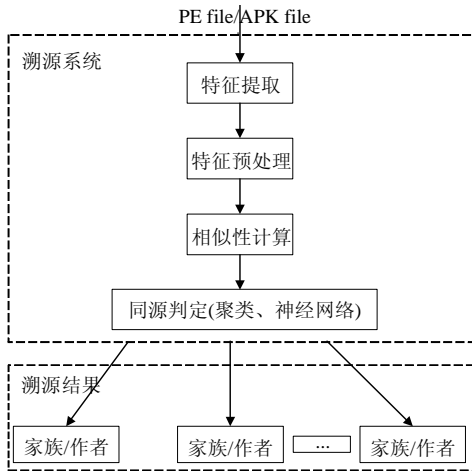 PE file/APK file
溯源系统
特征提取
特征预处理
相似性计算
同源判定(聚类、神经网络)
溯源结果
家族/作者
家族/作者
...
家族/作者